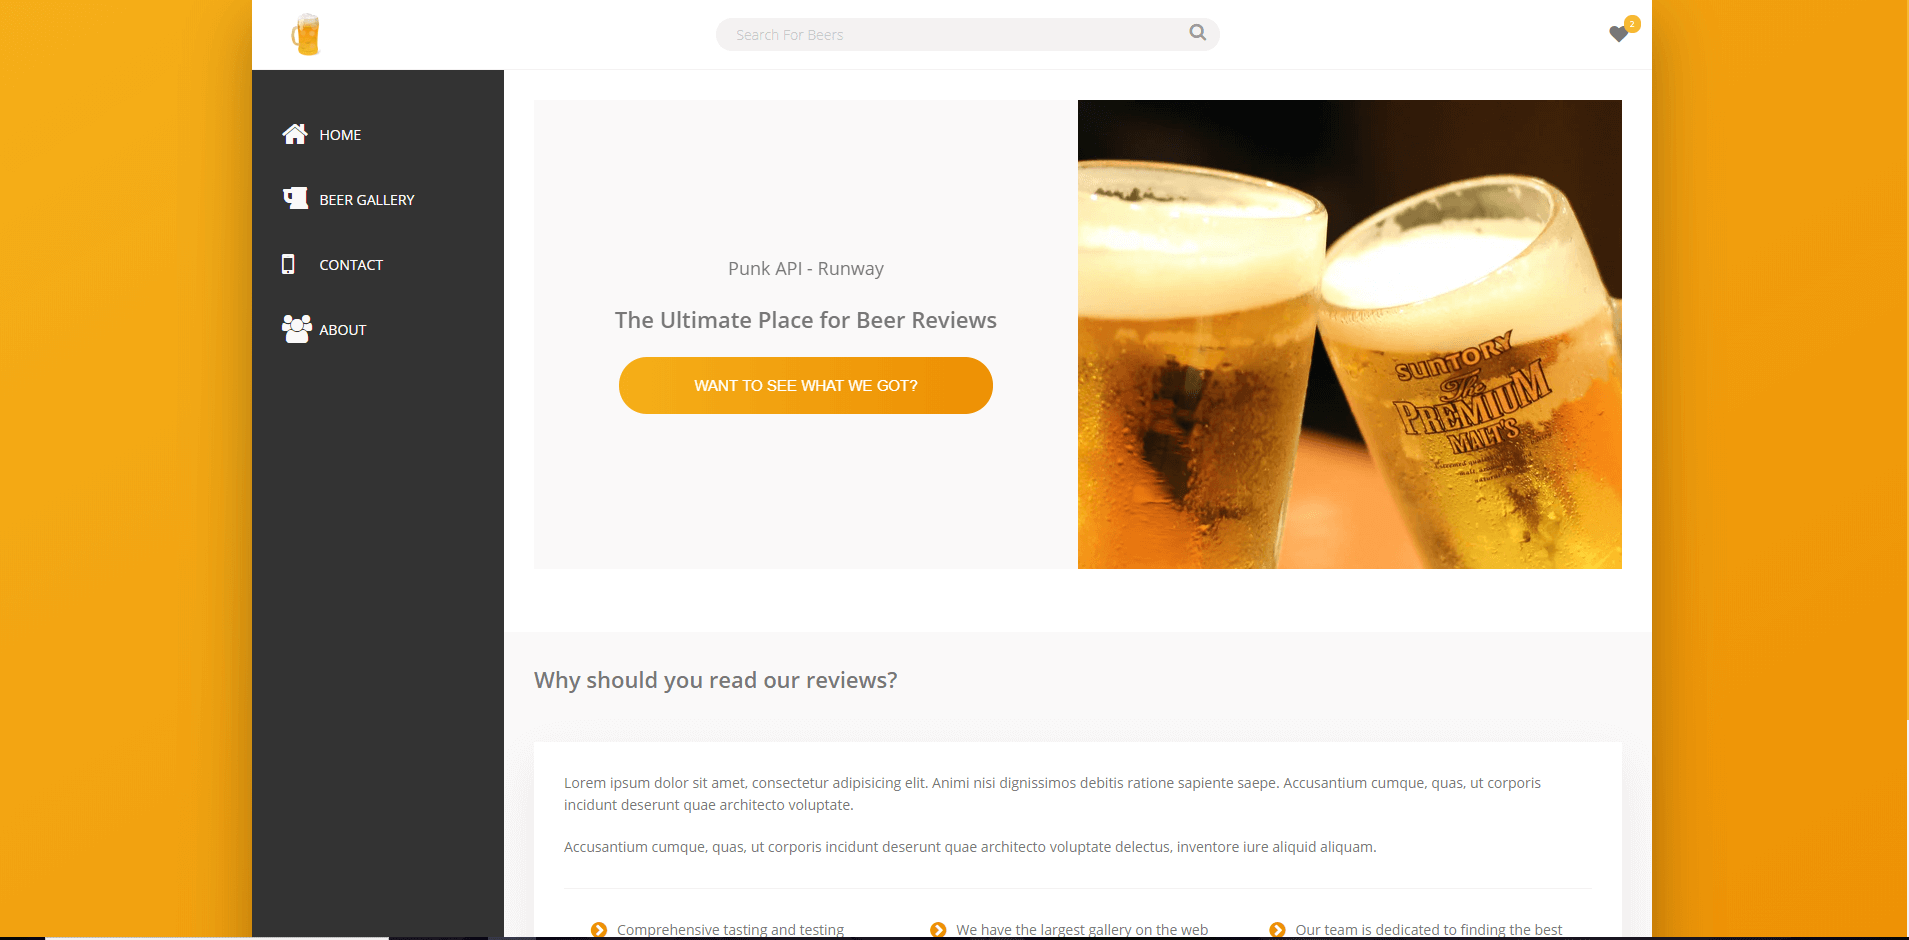 Search For Beers
2
HOME
BEER GALLERY
CONTACT
ABOUT
Punk API - Runway
The Ultimate Place for Beer Reviews
WANT TO SEE WHAT WE GOT?
SUNTORY
The
PREMIUM
MALT'S
Why should you read our reviews?
Lorem ipsum dolor sit amet, consectetur adipisicing elit. Animi nisi dignissimos debitis ratione sapiente saepe. Accusantium cumque, quas, ut corporis
incidunt deserunt quae architecto voluptate.
Accusantium cumque, quas, ut corporis incidunt deserunt quae architecto voluptate delectus, inventore iure aliquid aliquam.
Comprehensive tasting and testing
We have the largest gallery on the web
Our team is dedicated to finding the best